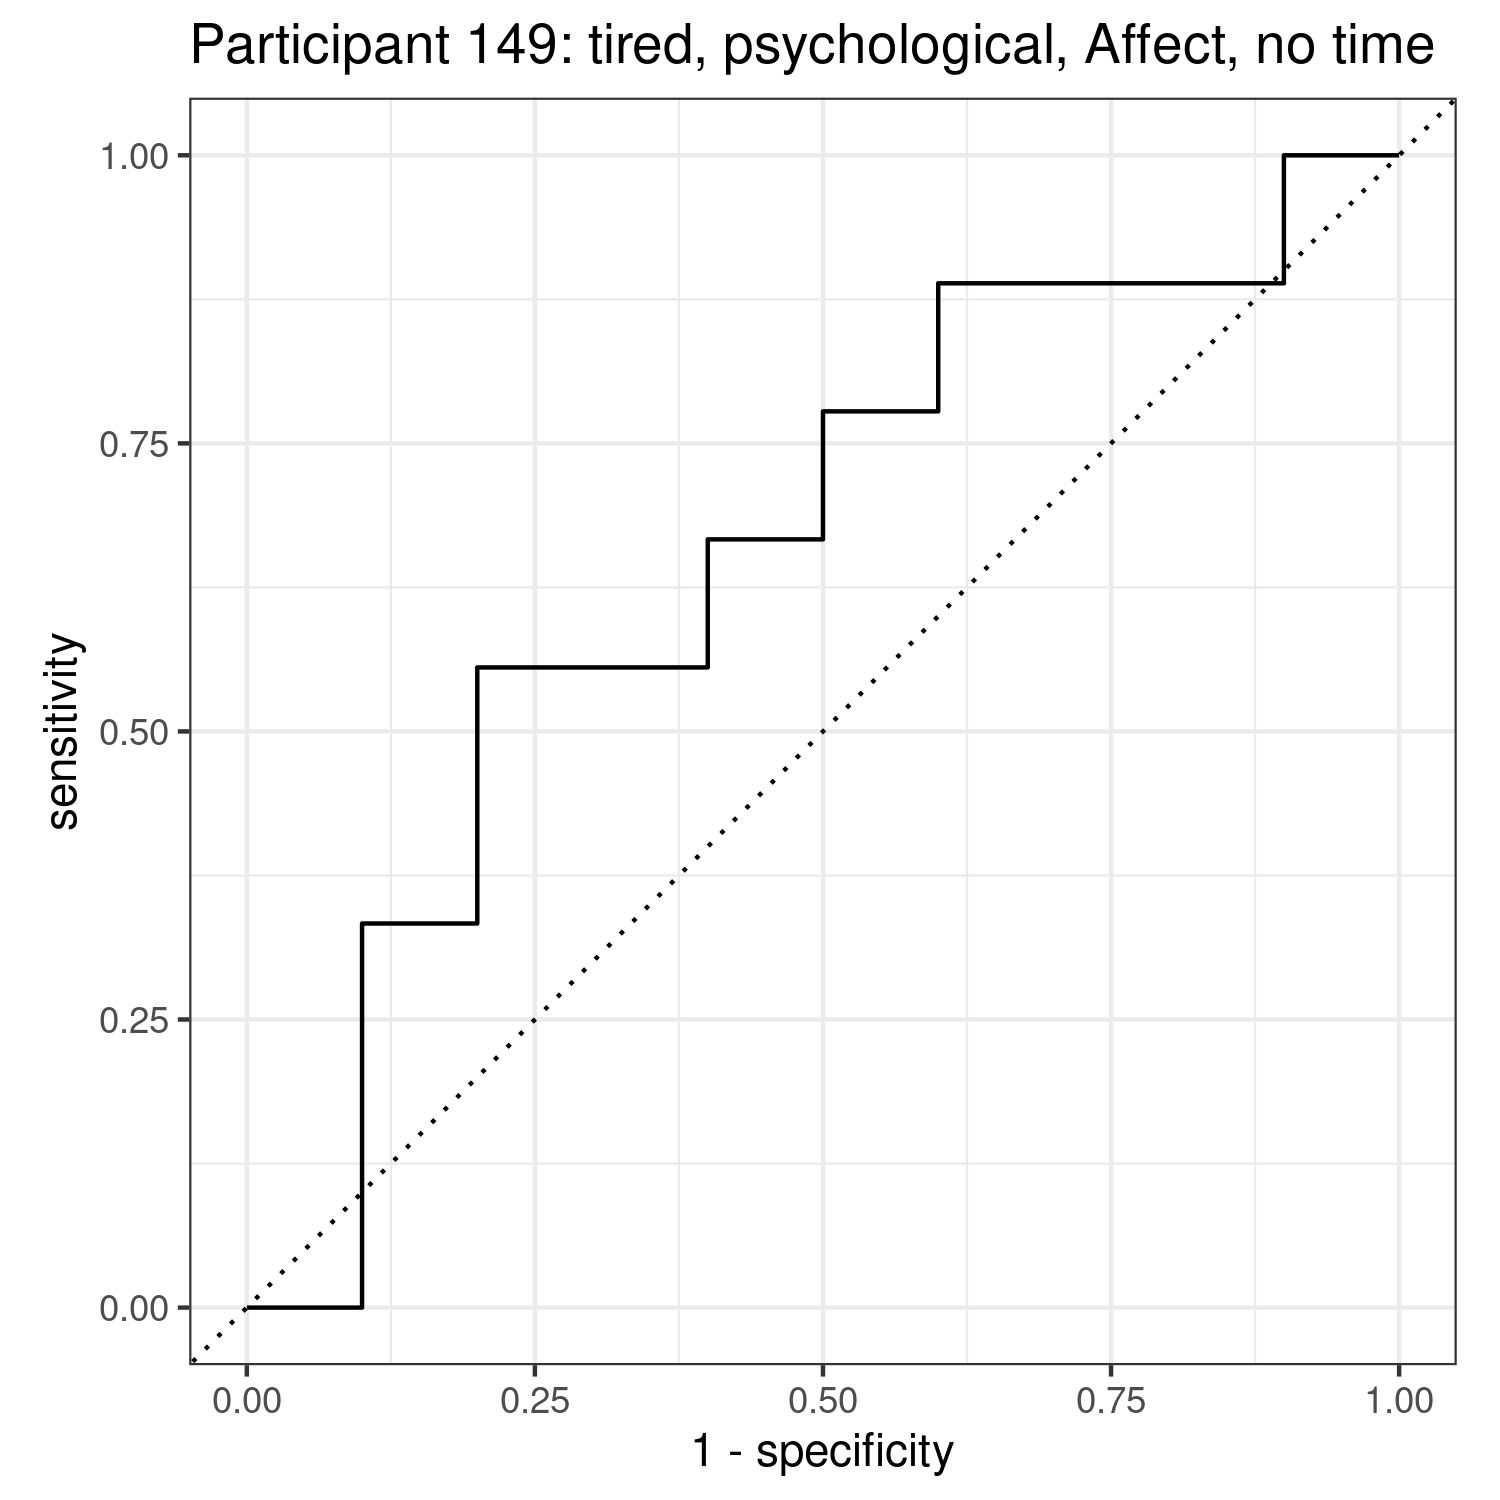 Participant 149: tired, psychological, Affect, no time
1.00
0.75
0.50
0.25
0.00
sensitivity
0.00 0.25 0.50 0.75 1.00
1 - specificity